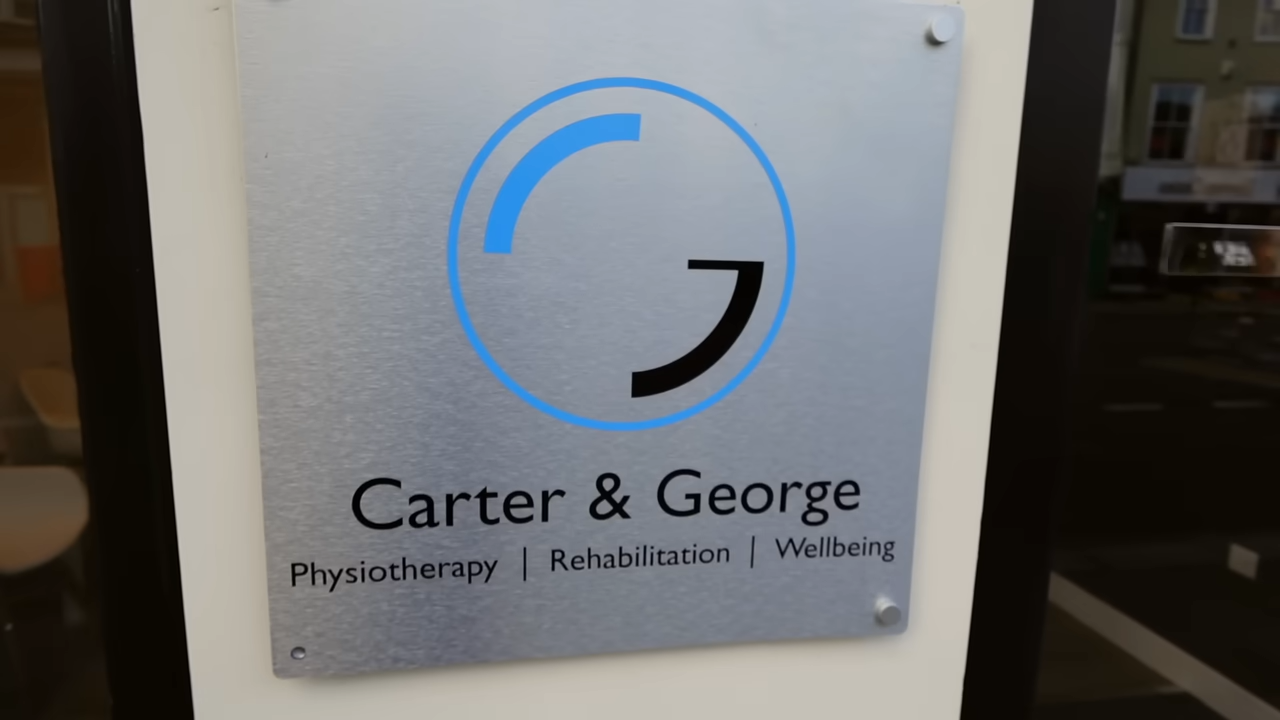 Carter & George
Physiotherapy | Rehabilitation | Wellbeing